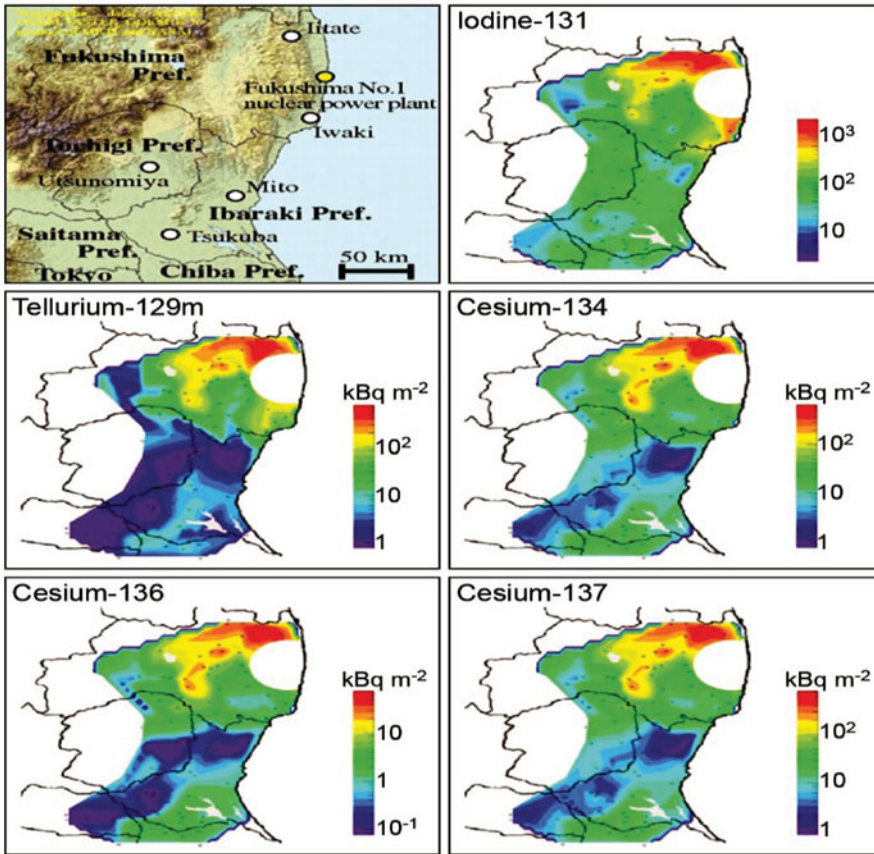 Iitate
Fukushima
Pref.
Fukushima No.1
nuclear power plant
Iwaki
Tochigi Pref.
Utsunomiya
Mito
Ibaraki Pref.
Saitama
Pref.
Tsukuba
Tokyo
Chiba Pref.
50 km
Iodine-131
10³
10²
10
Tellurium-129m
kBq m⁻²
10²
10
1
Cesium-134
kBq m⁻²
10²
10
1
Cesium-136
kBq m⁻²
10
1
10⁻¹
Cesium-137
kBq m⁻²
10²
10
1